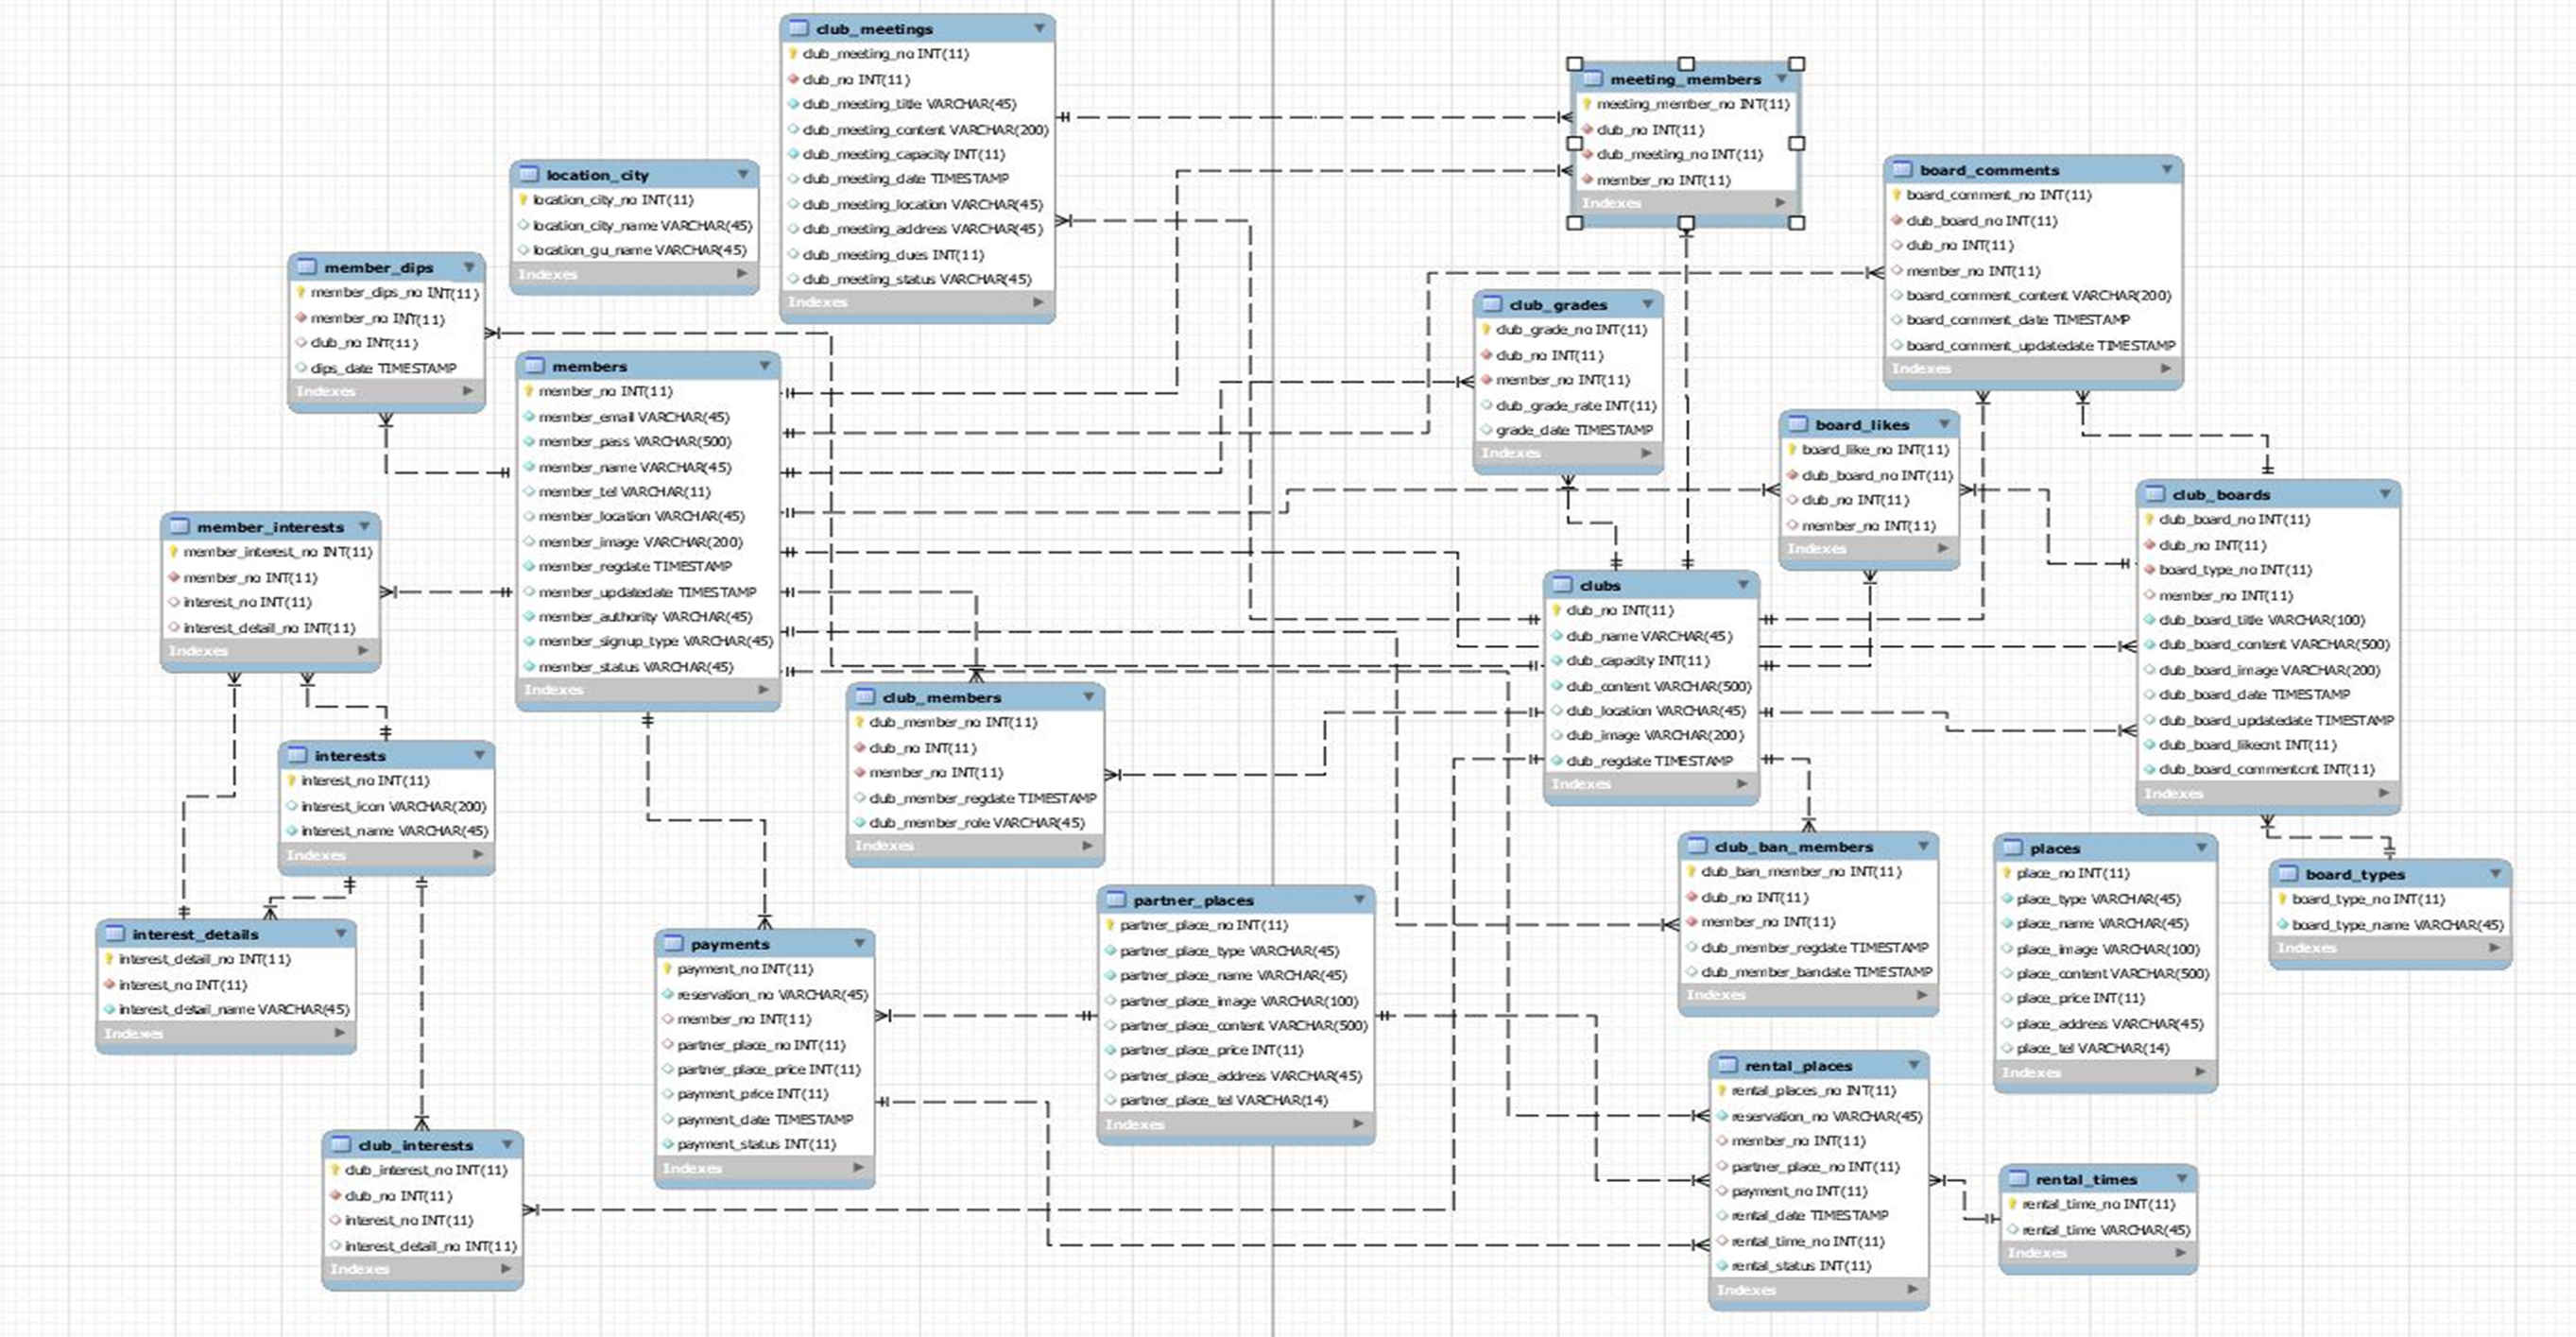 club_meetings
club_meeting_no INT(11)
club_no INT(11)
club_meeting_title VARCHAR(45)
club_meeting_content VARCHAR(200)
club_meeting_capacity INT(11)
club_meeting_date TIMESTAMP
club_meeting_location VARCHAR(45)
club_meeting_address VARCHAR(45)
club_meeting_dues INT(11)
club_meeting_status VARCHAR(45)
Indexes
meeting_members
meeting_member_no INT(11)
club_no INT(11)
club_meeting_no INT(11)
member_no INT(11)
Indexes
location_city
location_city_no INT(11)
location_city_name VARCHAR(45)
location_gu_name VARCHAR(45)
Indexes
board_comments
board_comment_no INT(11)
club_board_no INT(11)
club_no INT(11)
member_no INT(11)
board_comment_content VARCHAR(200)
board_comment_date TIMESTAMP
board_comment_updatedate TIMESTAMP
Indexes
member_dips
member_dips_no INT(11)
member_no INT(11)
club_no INT(11)
dips_date TIMESTAMP
Indexes
club_grades
club_grade_no INT(11)
club_no INT(11)
member_no INT(11)
club_grade_rate INT(11)
grade_date TIMESTAMP
Indexes
members
member_no INT(11)
member_email VARCHAR(45)
member_pass VARCHAR(500)
member_name VARCHAR(45)
member_tel VARCHAR(11)
member_location VARCHAR(45)
member_image VARCHAR(200)
member_regdate TIMESTAMP
member_updatedate TIMESTAMP
member_authority VARCHAR(45)
member_signup_type VARCHAR(45)
member_status VARCHAR(45)
Indexes
board_likes
board_like_no INT(11)
club_board_no INT(11)
club_no INT(11)
member_no INT(11)
Indexes
club_boards
club_board_no INT(11)
club_no INT(11)
board_type_no INT(11)
member_no INT(11)
club_board_title VARCHAR(100)
club_board_content VARCHAR(500)
club_board_image VARCHAR(200)
club_board_date TIMESTAMP
club_board_updatedate TIMESTAMP
club_board_likecnt INT(11)
club_board_commentcnt INT(11)
Indexes
member_interests
member_interest_no INT(11)
member_no INT(11)
interest_no INT(11)
interest_detail_no INT(11)
Indexes
clubs
club_no INT(11)
club_name VARCHAR(45)
club_capacity INT(11)
club_content VARCHAR(500)
club_location VARCHAR(45)
club_image VARCHAR(200)
club_regdate TIMESTAMP
Indexes
club_members
club_member_no INT(11)
club_no INT(11)
member_no INT(11)
club_member_regdate TIMESTAMP
club_member_role VARCHAR(45)
Indexes
interests
interest_no INT(11)
interest_icon VARCHAR(200)
interest_name VARCHAR(45)
Indexes
club_ban_members
club_ban_member_no INT(11)
club_no INT(11)
member_no INT(11)
club_member_regdate TIMESTAMP
club_member_bandate TIMESTAMP
Indexes
places
place_no INT(11)
place_type VARCHAR(45)
place_name VARCHAR(45)
place_image VARCHAR(100)
place_content VARCHAR(500)
place_price INT(11)
place_address VARCHAR(45)
place_tel VARCHAR(14)
Indexes
board_types
board_type_no INT(11)
board_type_name VARCHAR(45)
Indexes
partner_places
partner_place_no INT(11)
partner_place_type VARCHAR(45)
partner_place_name VARCHAR(45)
partner_place_image VARCHAR(100)
partner_place_content VARCHAR(500)
partner_place_price INT(11)
partner_place_address VARCHAR(45)
partner_place_tel VARCHAR(14)
Indexes
interest_details
interest_detail_no INT(11)
interest_no INT(11)
interest_detail_name VARCHAR(45)
Indexes
payments
payment_no INT(11)
reservation_no VARCHAR(45)
member_no INT(11)
partner_place_no INT(11)
partner_place_price INT(11)
payment_price INT(11)
payment_date TIMESTAMP
payment_status INT(11)
Indexes
rental_places
rental_places_no INT(11)
reservation_no VARCHAR(45)
member_no INT(11)
partner_place_no INT(11)
payment_no INT(11)
rental_date TIMESTAMP
rental_time_no INT(11)
rental_status INT(11)
Indexes
club_interests
club_interest_no INT(11)
club_no INT(11)
interest_no INT(11)
interest_detail_no INT(11)
Indexes
rental_times
rental_time_no INT(11)
rental_time VARCHAR(45)
Indexes